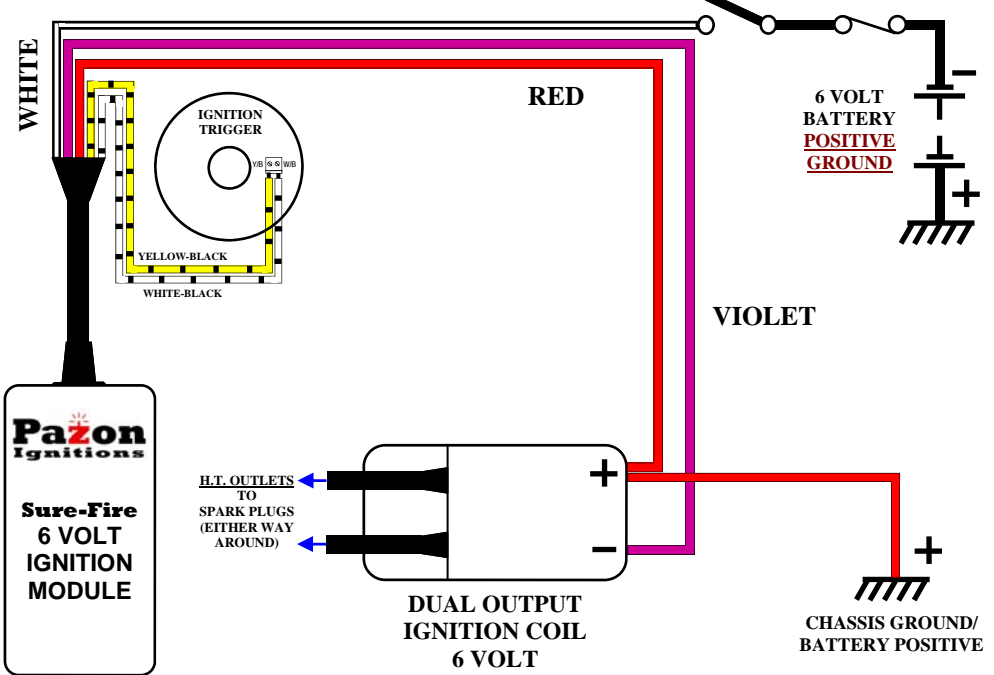 WHITE
IGNITION
TRIGGER
Y/B
W/B
YELLOW-BLACK
WHITE-BLACK
RED
VIOLET
6 VOLT
BATTERY
POSITIVE
GROUND
−
+
Pazon
Ignitions
Sure-Fire
6 VOLT
IGNITION
MODULE
H.T. OUTLETS
TO
SPARK PLUGS
(EITHER WAY
AROUND)
+
−
DUAL OUTPUT
IGNITION COIL
6 VOLT
+
CHASSIS GROUND/
BATTERY POSITIVE